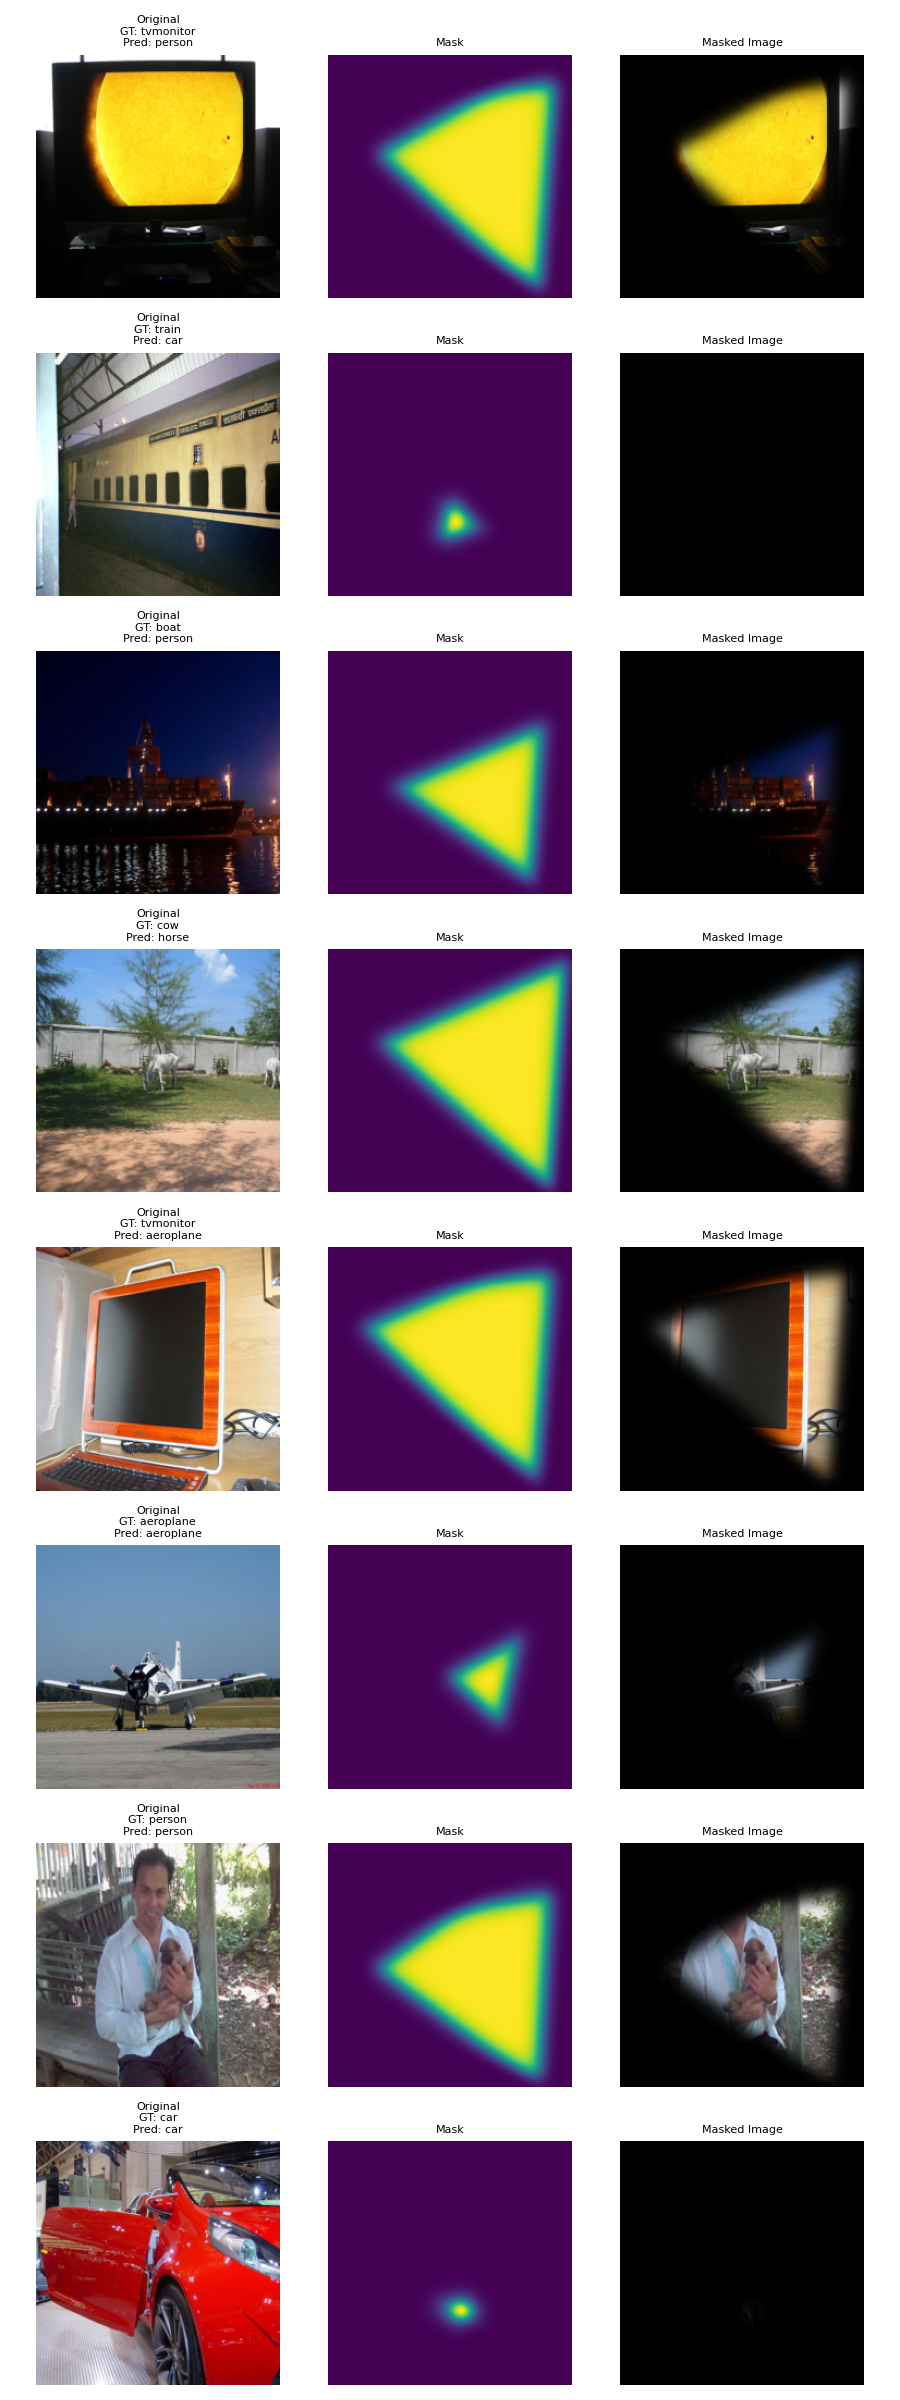 Original
GT: tvmonitor
Pred: person
Mask
Masked Image
Original
GT: train
Pred: car
Mask
Masked Image
Original
GT: boat
Pred: person
Mask
Masked Image
Original
GT: cow
Pred: horse
Mask
Masked Image
Original
GT: tvmonitor
Pred: aeroplane
Mask
Masked Image
Original
GT: aeroplane
Pred: aeroplane
Mask
Masked Image
Original
GT: person
Pred: person
Mask
Masked Image
Original
GT: car
Pred: car
Mask
Masked Image